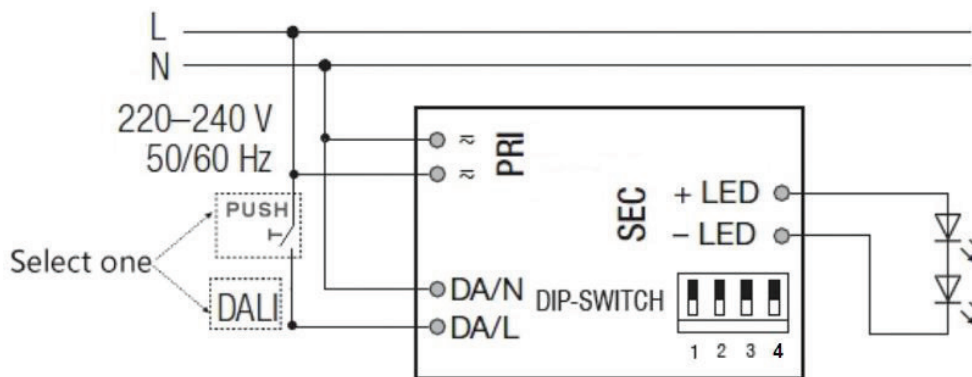 L
N
220–240 V
50/60 Hz
PUSH
Select one
DALI
≂ PRI
≂
SEC
+ LED
– LED
DA/N
DA/L
DIP-SWITCH
1 2 3 4